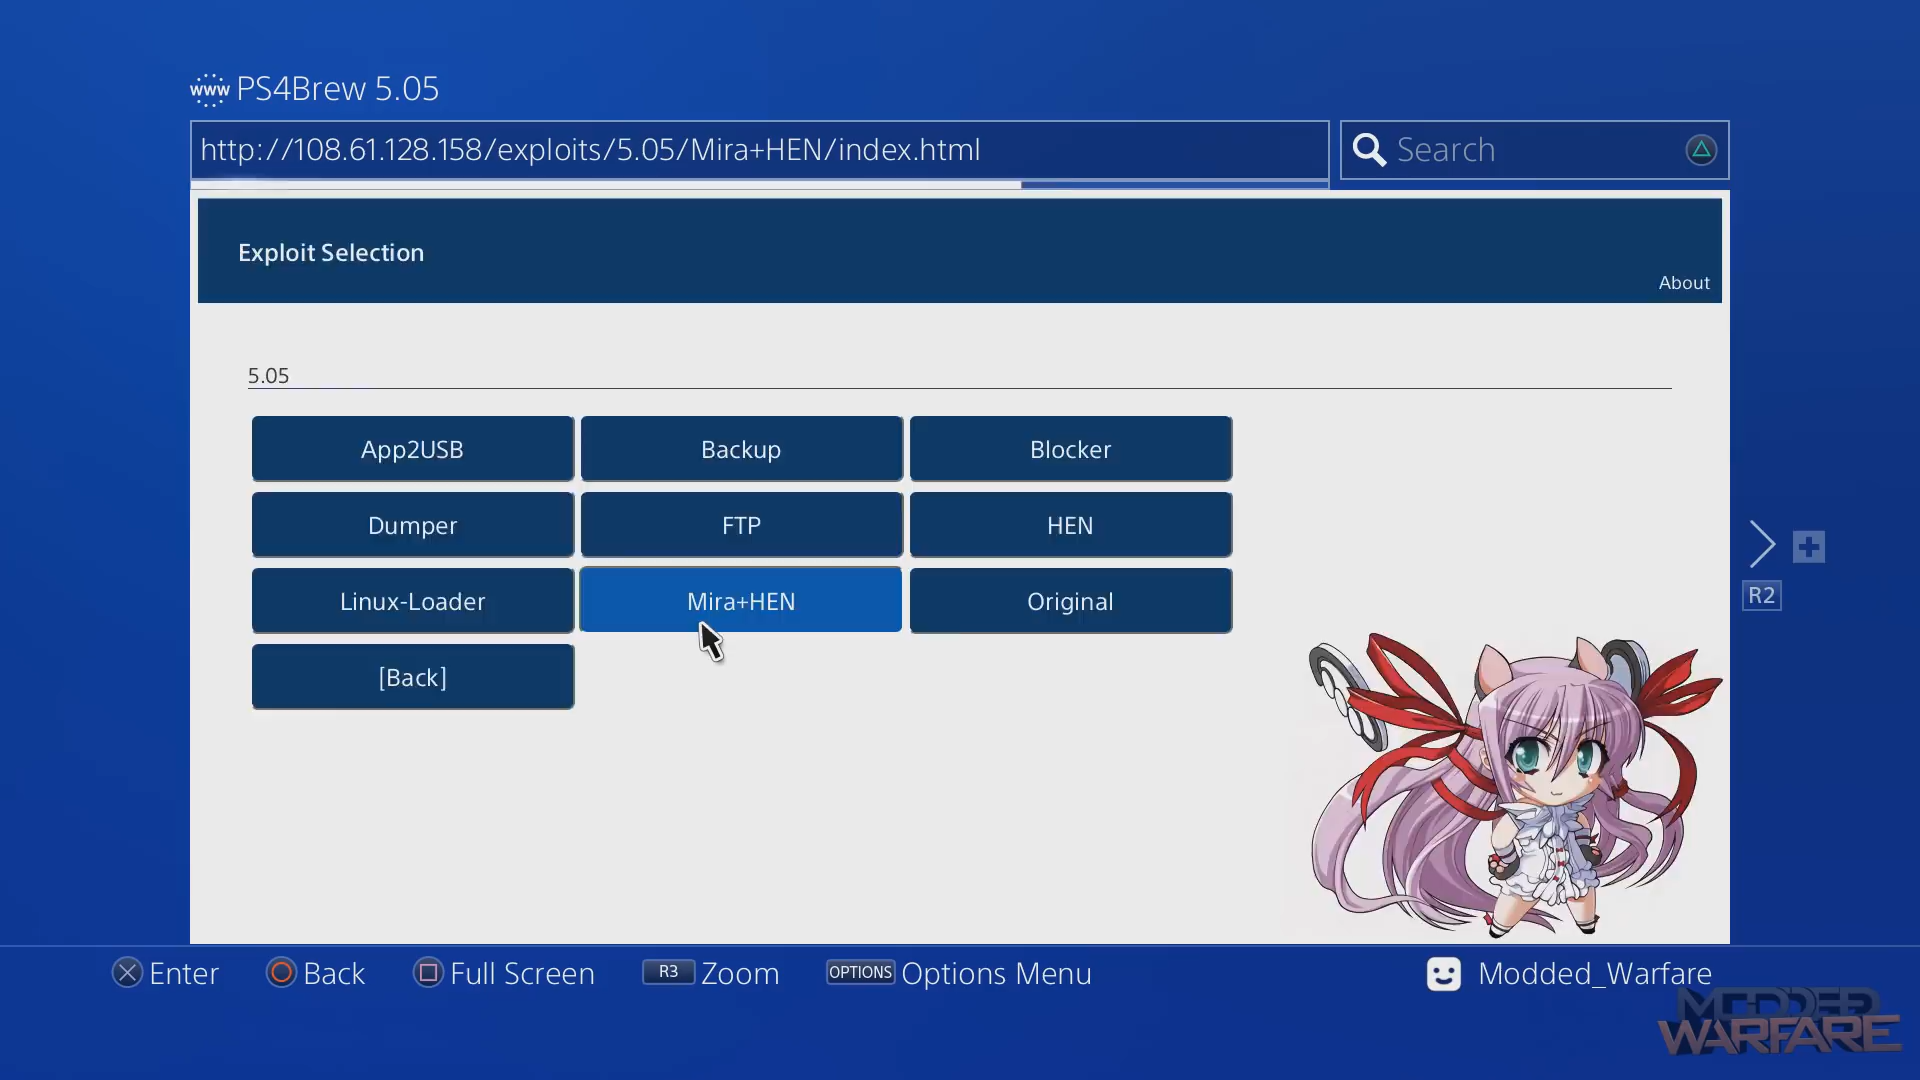 www PS4Brew 5.05
http://108.61.128.158/exploits/5.05/Mira+HEN/index.html Search
Exploit Selection
About
5.05
App2USB Backup Blocker
Dumper FTP HEN
Linux-Loader Mira+HEN Original
[Back]
R2
Enter Back Full Screen R3 Zoom OPTIONS Options Menu Modded_Warfare
MODDED
WARFARE